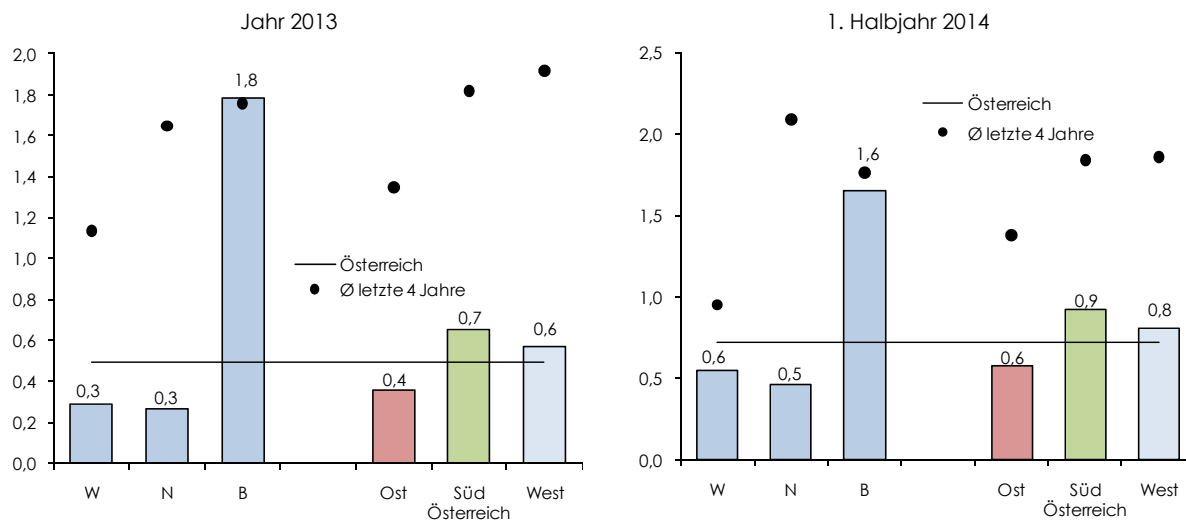 Jahr 2013
2,0
1,8
1,6
1,4
1,2
1,0
0,8
0,6
0,4
0,2
0,0
0,3
0,3
1,8
0,4
0,7
0,6
Österreich
Ø letzte 4 Jahre
W N B Ost Süd West
Österreich
1. Halbjahr 2014
2,5
2,0
1,5
1,0
0,5
0,0
0,6
0,5
1,6
0,6
0,9
0,8
Österreich
Ø letzte 4 Jahre
W N B Ost Süd West
Österreich